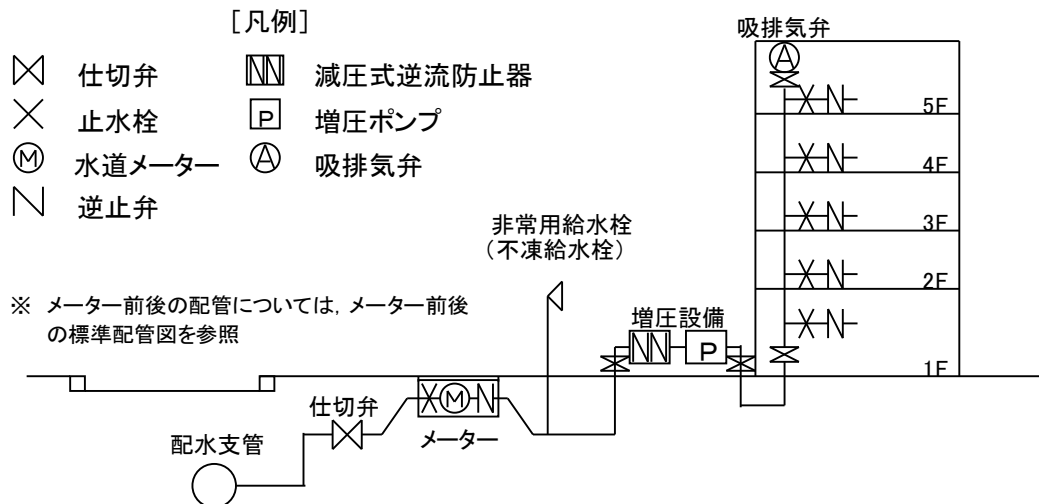 [凡例]
仕切弁
減圧式逆流防止器
止水栓
P
増圧ポンプ
M
水道メーター
A
吸排気弁
逆止弁
※ メーター前後の配管については,メーター前後
の標準配管図を参照
吸排気弁
A
5F
4F
3F
2F
1F
非常用給水栓
(不凍給水栓)
増圧設備
P
仕切弁
M
メーター
配水支管